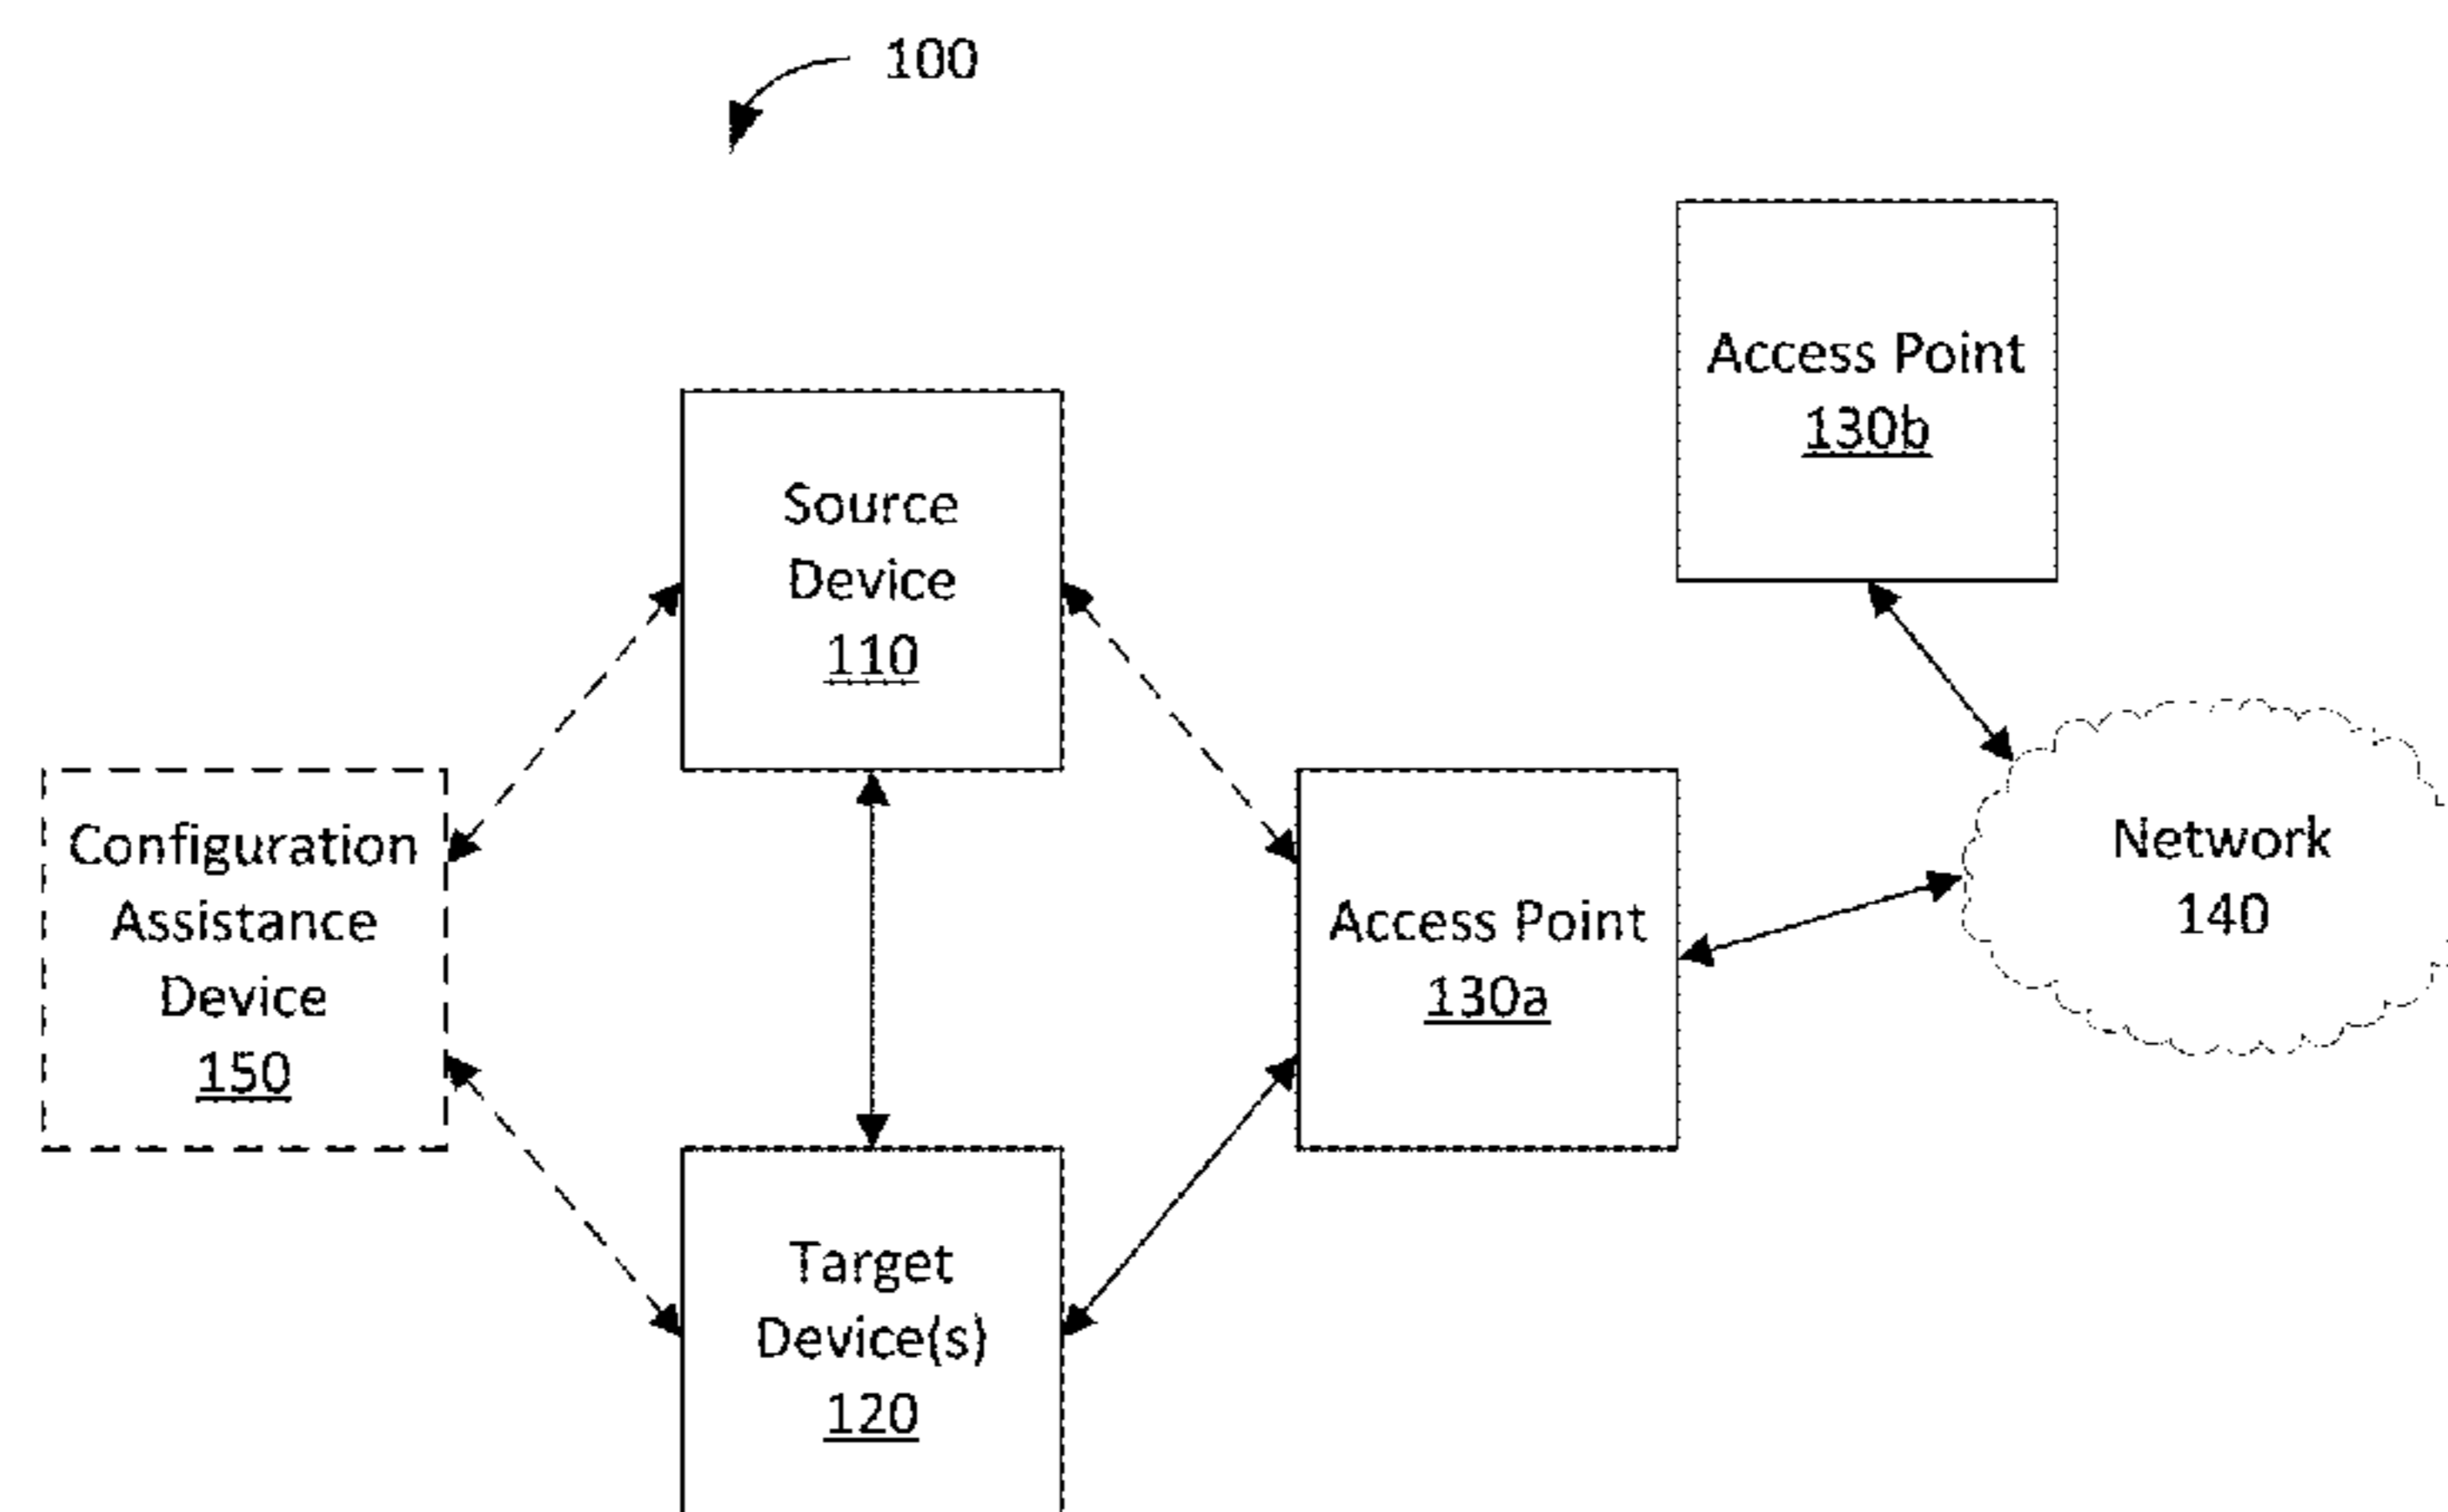 100
Access Point
130b
Source
Device
110
Configuration
Assistance
Device
150
Access Point
130a
Network
140
Target
Device(s)
120